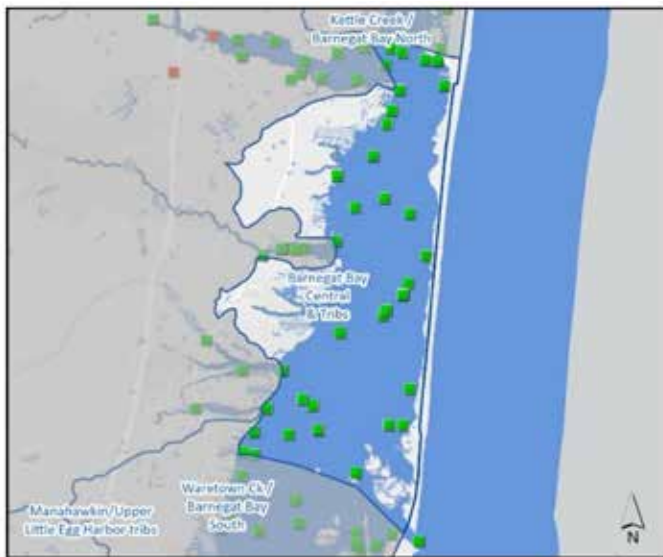 Kettle Creek /
Barnegat Bay North
Barnegat Bay
Central
& Tribs
Waretown Ck /
Barnegat Bay
South
Manahawkin/Upper
Little Egg Harbor tribs
N